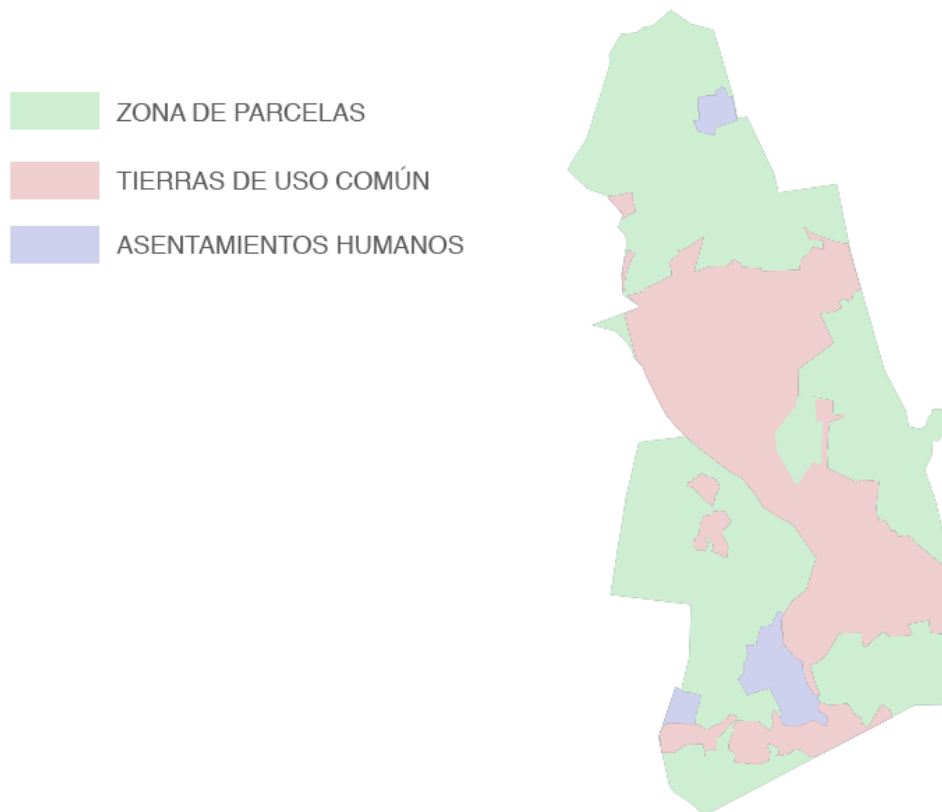 ZONA DE PARCELAS
TIERRAS DE USO COMÚN
ASENTAMIENTOS HUMANOS